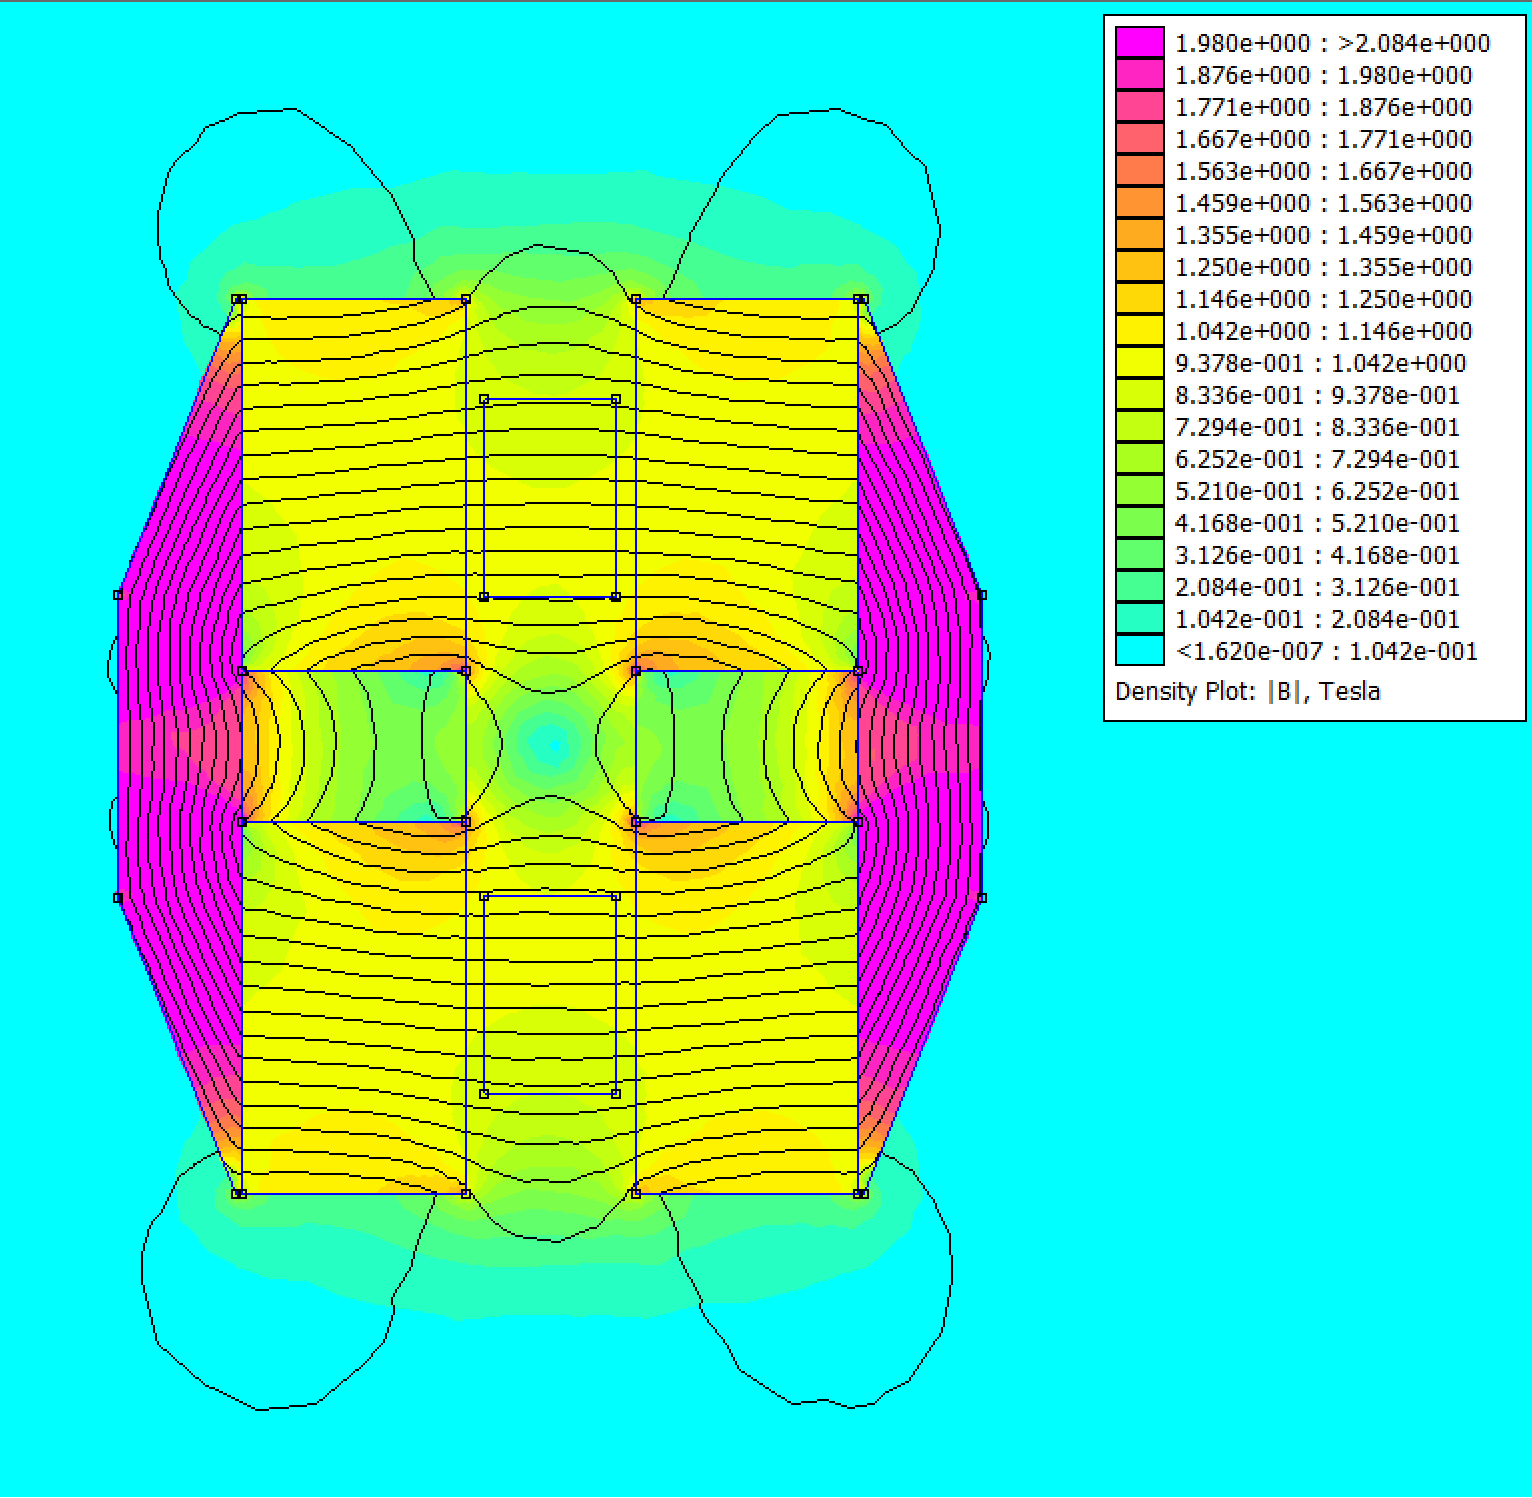 1.980e+000 : >2.084e+000
1.876e+000 : 1.980e+000
1.771e+000 : 1.876e+000
1.667e+000 : 1.771e+000
1.563e+000 : 1.667e+000
1.459e+000 : 1.563e+000
1.355e+000 : 1.459e+000
1.250e+000 : 1.355e+000
1.146e+000 : 1.250e+000
1.042e+000 : 1.146e+000
9.378e-001 : 1.042e+000
8.336e-001 : 9.378e-001
7.294e-001 : 8.336e-001
6.252e-001 : 7.294e-001
5.210e-001 : 6.252e-001
4.168e-001 : 5.210e-001
3.126e-001 : 4.168e-001
2.084e-001 : 3.126e-001
1.042e-001 : 2.084e-001
<1.620e-007 : 1.042e-001
Density Plot: |B|, Tesla